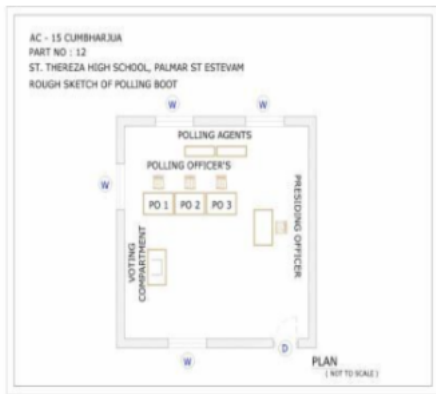 AC - 15 CUMBHARJUA
PART NO : 12
ST. THEREZA HIGH SCHOOL, PALMAR ST ESTEVAM
ROUGH SKETCH OF POLLING BOOT
W
W
POLLING AGENTS
POLLING OFFICER'S
W
PO 1
PO 2
PO 3
PRESIDING OFFICER
VOTING
COMPARTMENT
W
D
PLAN
( NOT TO SCALE )